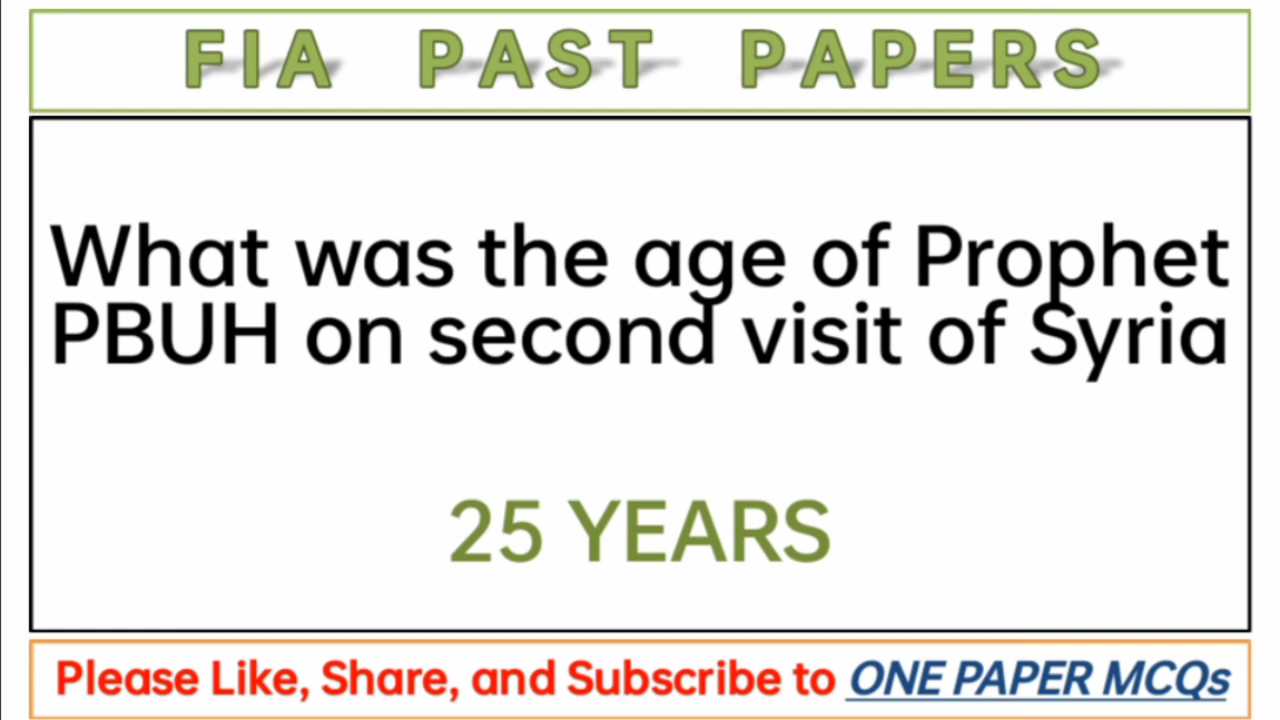 FIA PAST PAPERS
What was the age of Prophet
PBUH on second visit of Syria
25 YEARS
Please Like, Share, and Subscribe to ONE PAPER MCQs